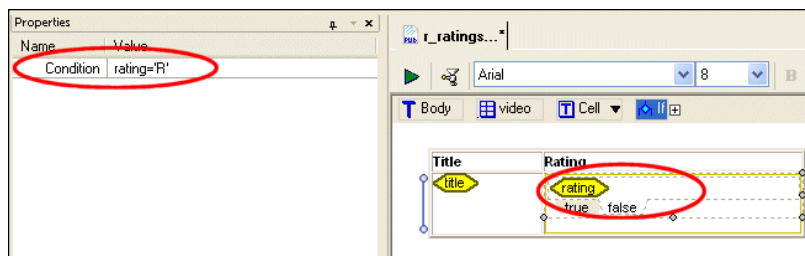 Properties
Name Value
Condition rating='R'
r_ratings...*
Arial 8 B
Body video Cell If
Title Rating
title rating
true false